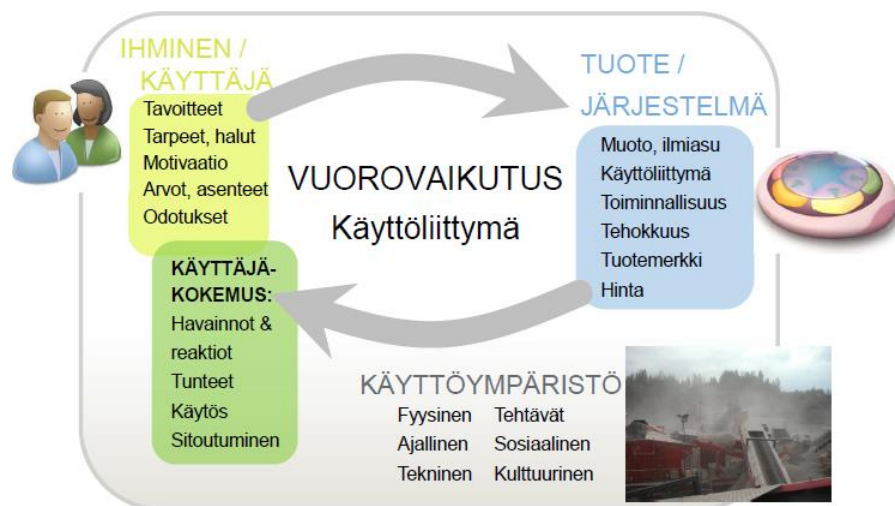 IHMINEN /
KÄYTTÄJÄ
Tavoitteet
Tarpeet, halut
Motivaatio
Arvot, asenteet
Odotukset
KÄYTTÄJÄ-
KOKEMUS:
Havainnot &
reaktiot
Tunteet
Käytös
Sitoutuminen
VUOROVAIKUTUS
Käyttöliittymä
TUOTE /
JÄRJESTELMÄ
Muoto, ilmiasu
Käyttöliittymä
Toiminnallisuus
Tehokkuus
Tuotemerkki
Hinta
KÄYTTÖYMPÄRISTÖ
Fyysinen Tehtävät
Ajallinen Sosiaalinen
Tekninen Kulttuurinen